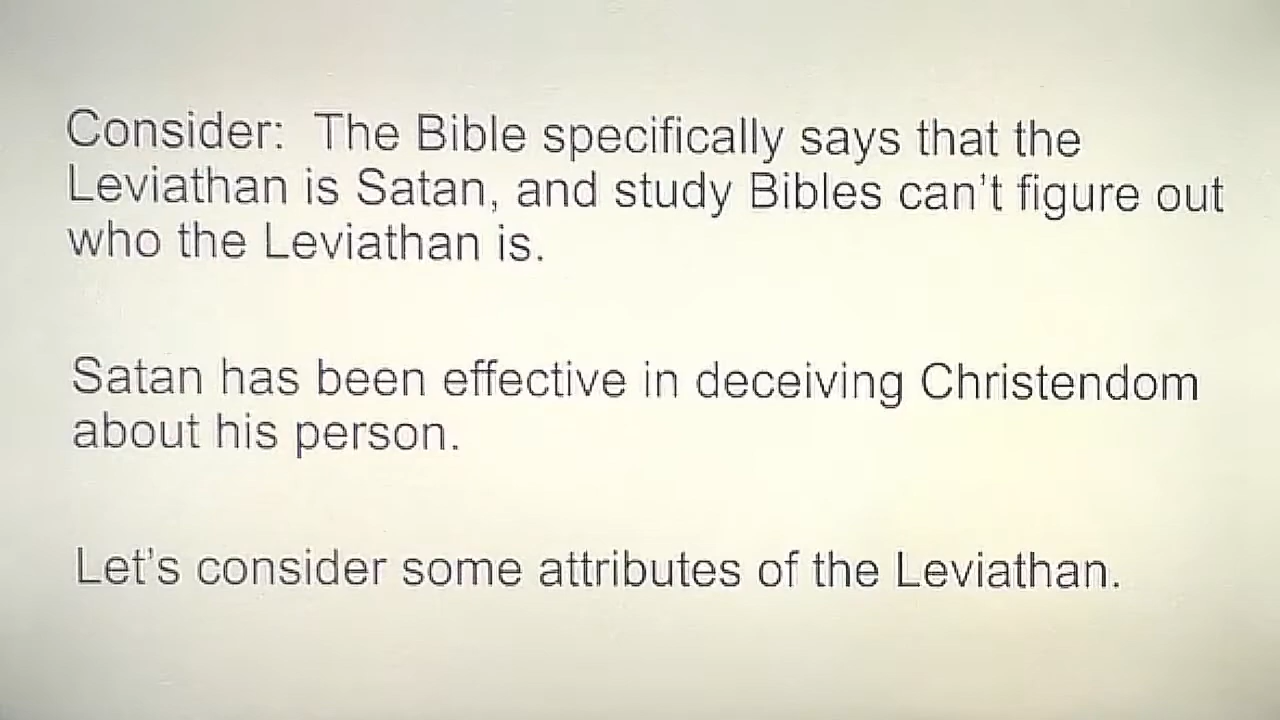 Consider:  The Bible specifically says that the
Leviathan is Satan, and study Bibles can't figure out
who the Leviathan is.
Satan has been effective in deceiving Christendom
about his person.
Let's consider some attributes of the Leviathan.